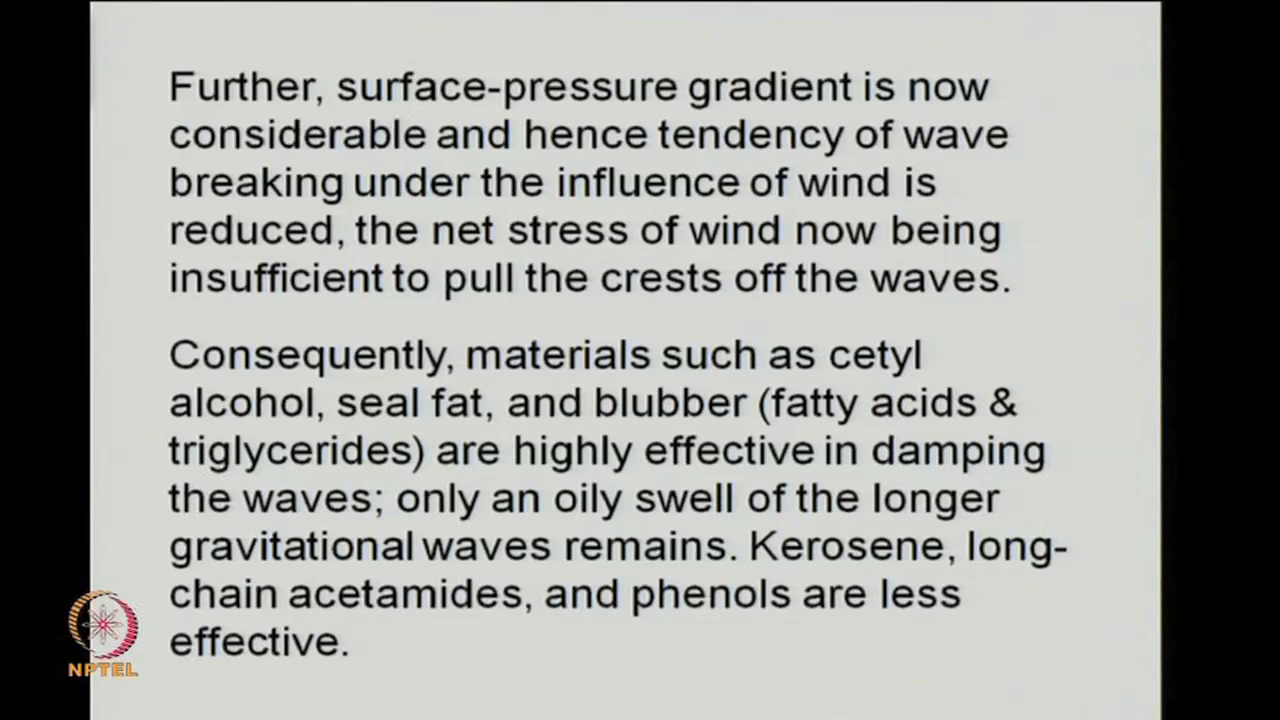 Further, surface-pressure gradient is now
considerable and hence tendency of wave
breaking under the influence of wind is
reduced, the net stress of wind now being
insufficient to pull the crests off the waves.
Consequently, materials such as cetyl
alcohol, seal fat, and blubber (fatty acids &
triglycerides) are highly effective in damping
the waves; only an oily swell of the longer
gravitational waves remains. Kerosene, long-
chain acetamides, and phenols are less
effective.
NPTEL